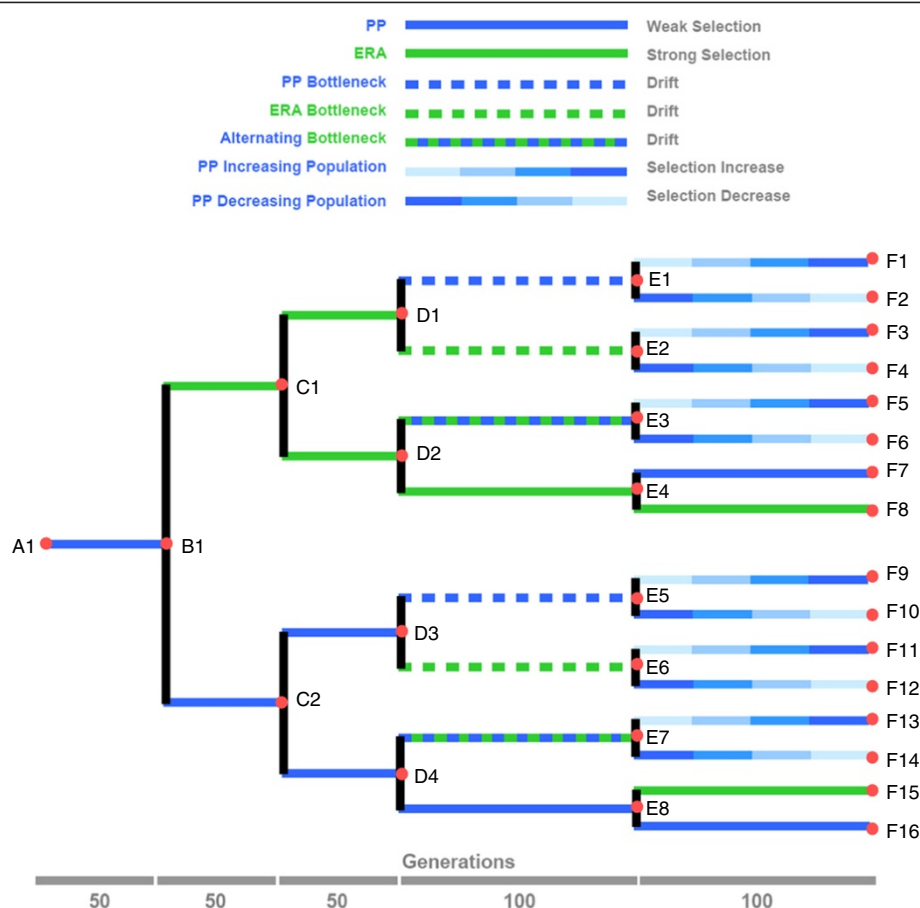 PP Weak Selection
ERA Strong Selection
PP Bottleneck Drift
ERA Bottleneck Drift
Alternating Bottleneck Drift
PP Increasing Population Selection Increase
PP Decreasing Population Selection Decrease
F1
E1
F2
D1
F3
E2
F4
C1
F5
E3
F6
D2
F7
E4
F8
A1 B1
F9
E5
F10
D3
F11
E6
F12
C2
F13
E7
F14
D4
F15
E8
F16
Generations
50 50 50 100 100